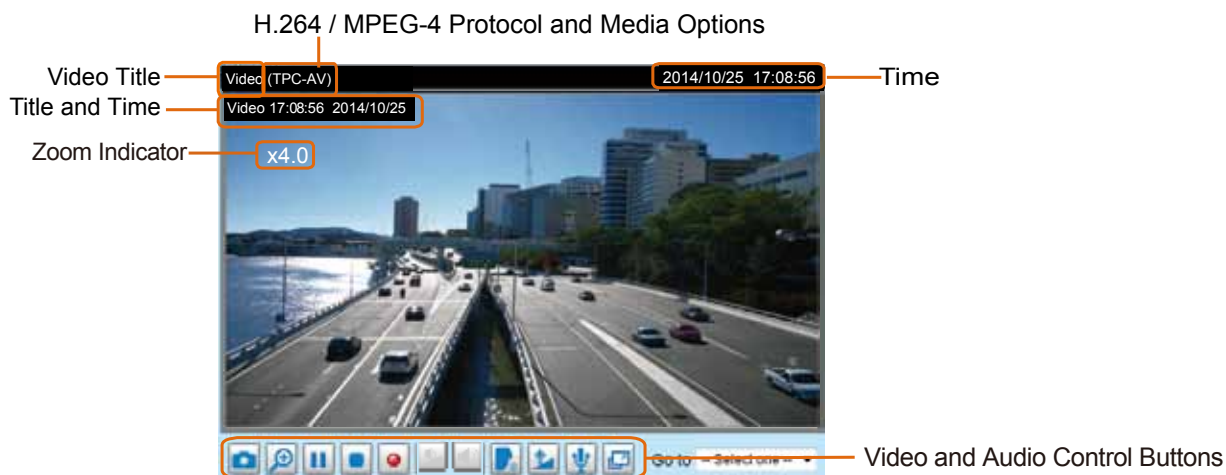 H.264 / MPEG-4 Protocol and Media Options
Video Title
Video (TPC-AV)
2014/10/25 17:08:56
Time
Title and Time
Video 17:08:56 2014/10/25
Zoom Indicator
x4.0
Go to
-- Select one --
Video and Audio Control Buttons